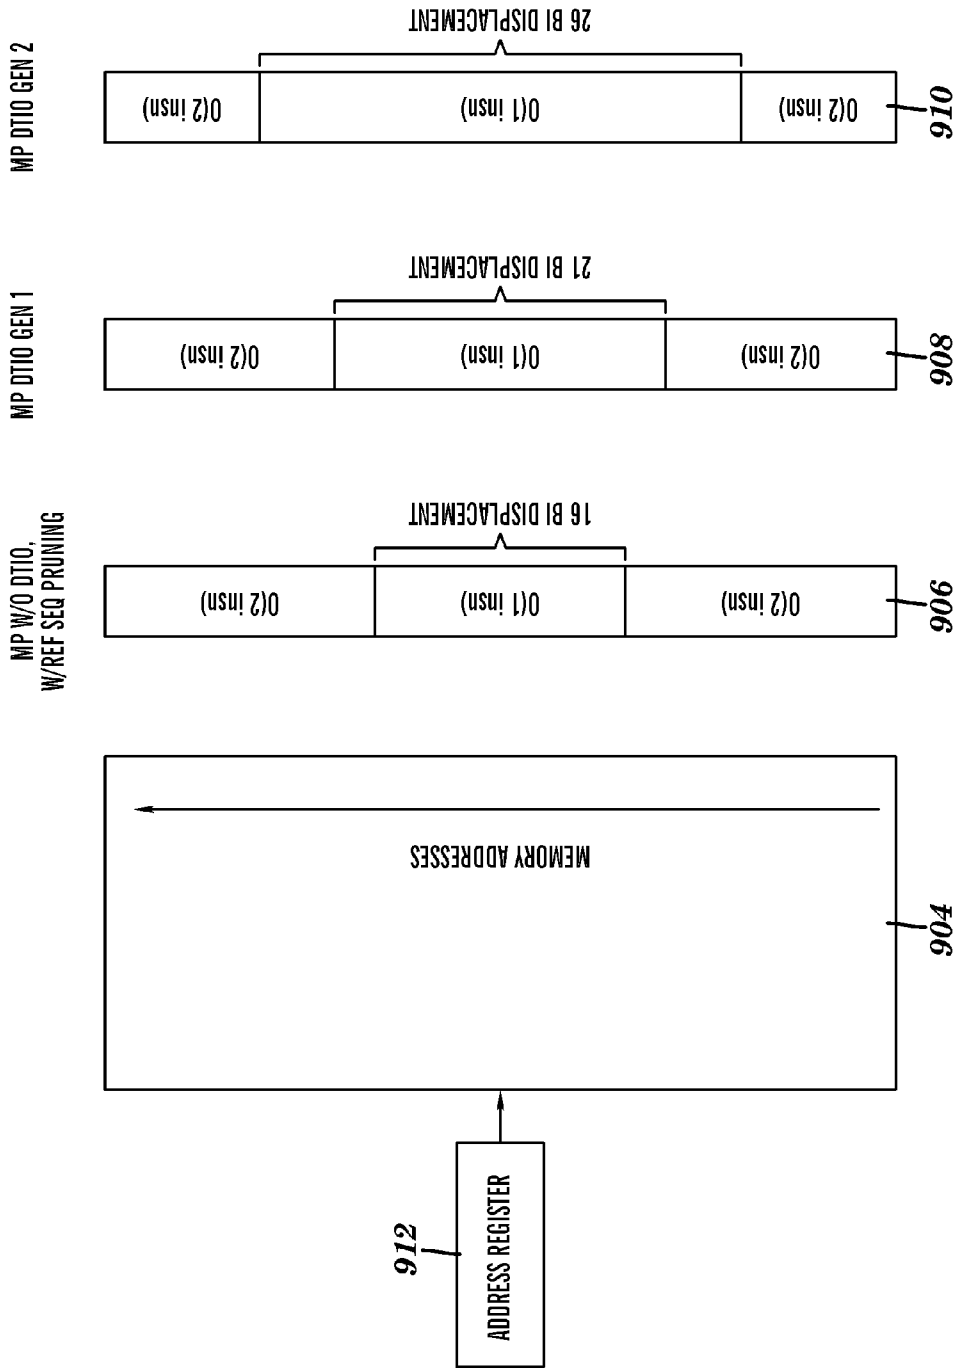 MP W/O DTIO,
W/REF SEQ PRUNING
MP DTIO GEN 1
MP DTIO GEN 2
ADDRESS REGISTER
912
MEMORY ADDRESSES
904
O(2 insn)
O(1 insn)
O(2 insn)
16 BI DISPLACEMENT
906
O(2 insn)
O(1 insn)
O(2 insn)
21 BI DISPLACEMENT
908
O(2 insn)
O(1 insn)
O(2 insn)
26 BI DISPLACEMENT
910